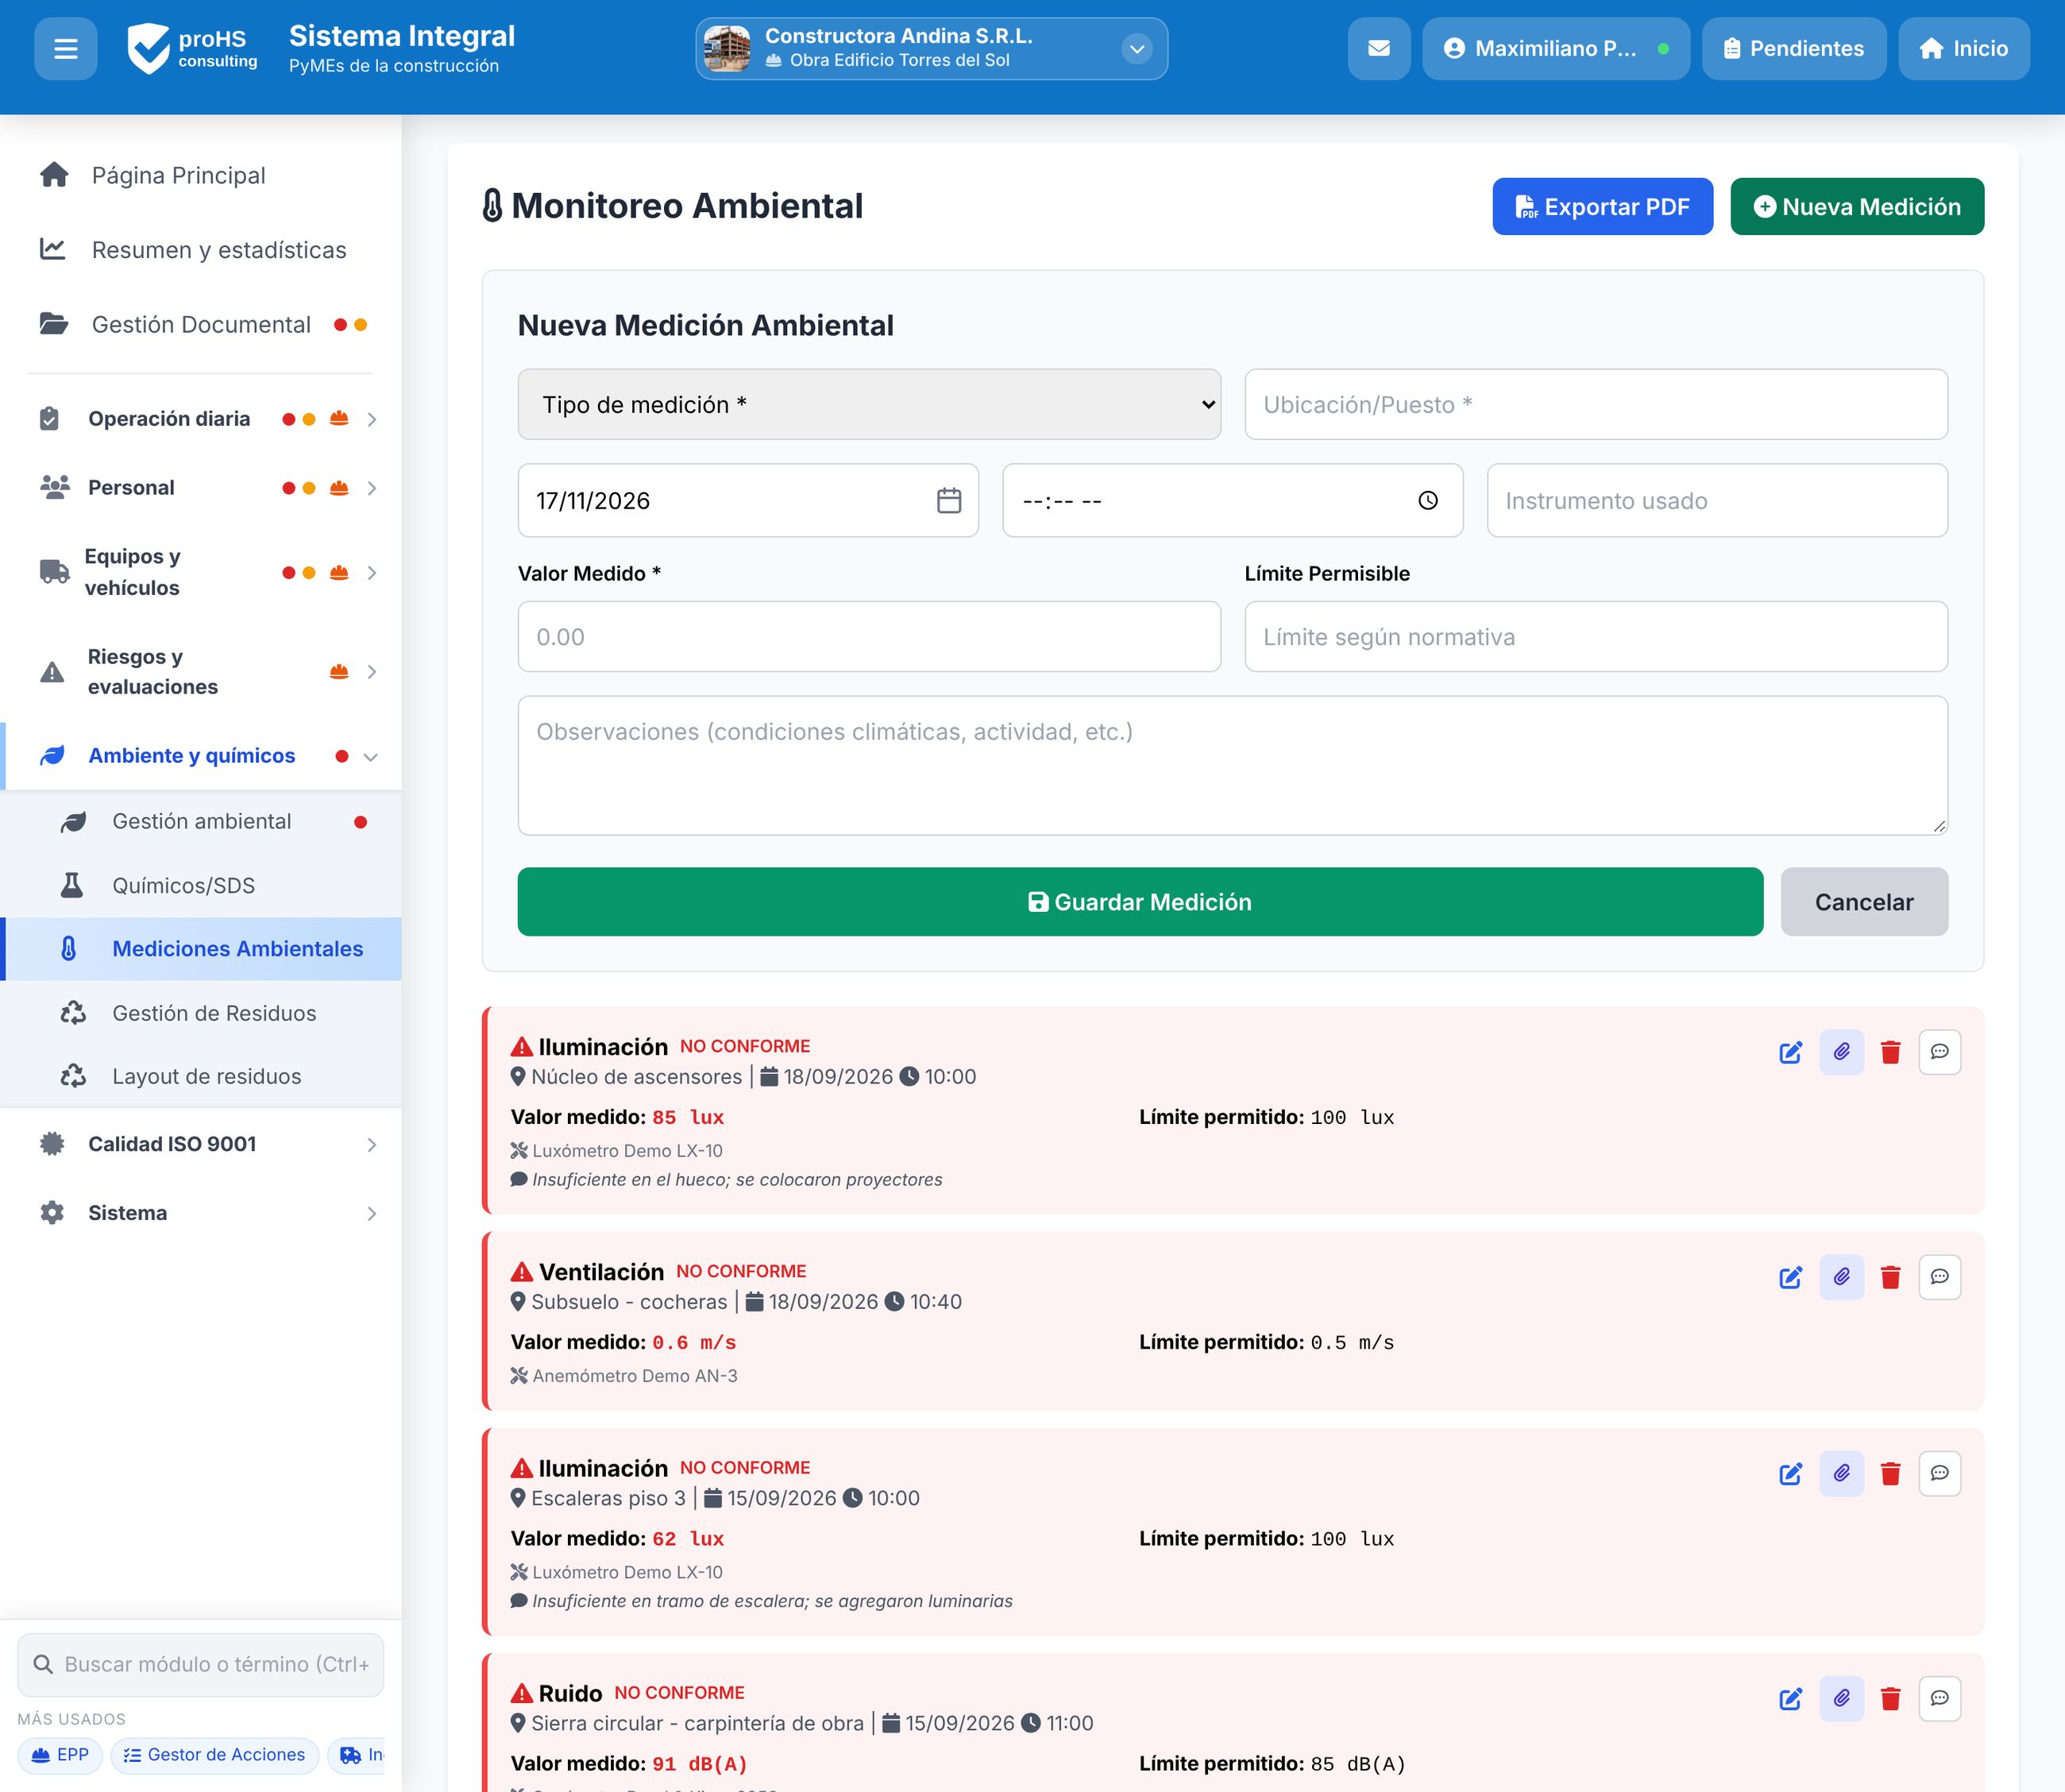 proHS
consulting
Sistema Integral
PyMEs de la construcción
Constructora Andina S.R.L.
Obra Edificio Torres del Sol
Maximiliano P...
Pendientes
Inicio
Página Principal
Resumen y estadísticas
Gestión Documental
Operación diaria
Personal
Equipos y
vehículos
Riesgos y
evaluaciones
Ambiente y químicos
Gestión ambiental
Químicos/SDS
Mediciones Ambientales
Gestión de Residuos
Layout de residuos
Calidad ISO 9001
Sistema
Buscar módulo o término (Ctrl+
MÁS USADOS
EPP
Gestor de Acciones
In
Monitoreo Ambiental
Exportar PDF
Nueva Medición
Nueva Medición Ambiental
Tipo de medición *
Ubicación/Puesto *
17/11/2026
--:-- --
Instrumento usado
Valor Medido *
Límite Permisible
0.00
Límite según normativa
Observaciones (condiciones climáticas, actividad, etc.)
Guardar Medición
Cancelar
Iluminación NO CONFORME
Núcleo de ascensores | 18/09/2026 10:00
Valor medido: 85 lux
Límite permitido: 100 lux
Luxómetro Demo LX-10
Insuficiente en el hueco; se colocaron proyectores
Ventilación NO CONFORME
Subsuelo - cocheras | 18/09/2026 10:40
Valor medido: 0.6 m/s
Límite permitido: 0.5 m/s
Anemómetro Demo AN-3
Iluminación NO CONFORME
Escaleras piso 3 | 15/09/2026 10:00
Valor medido: 62 lux
Límite permitido: 100 lux
Luxómetro Demo LX-10
Insuficiente en tramo de escalera; se agregaron luminarias
Ruido NO CONFORME
Sierra circular - carpintería de obra | 15/09/2026 11:00
Valor medido: 91 dB(A)
Límite permitido: 85 dB(A)